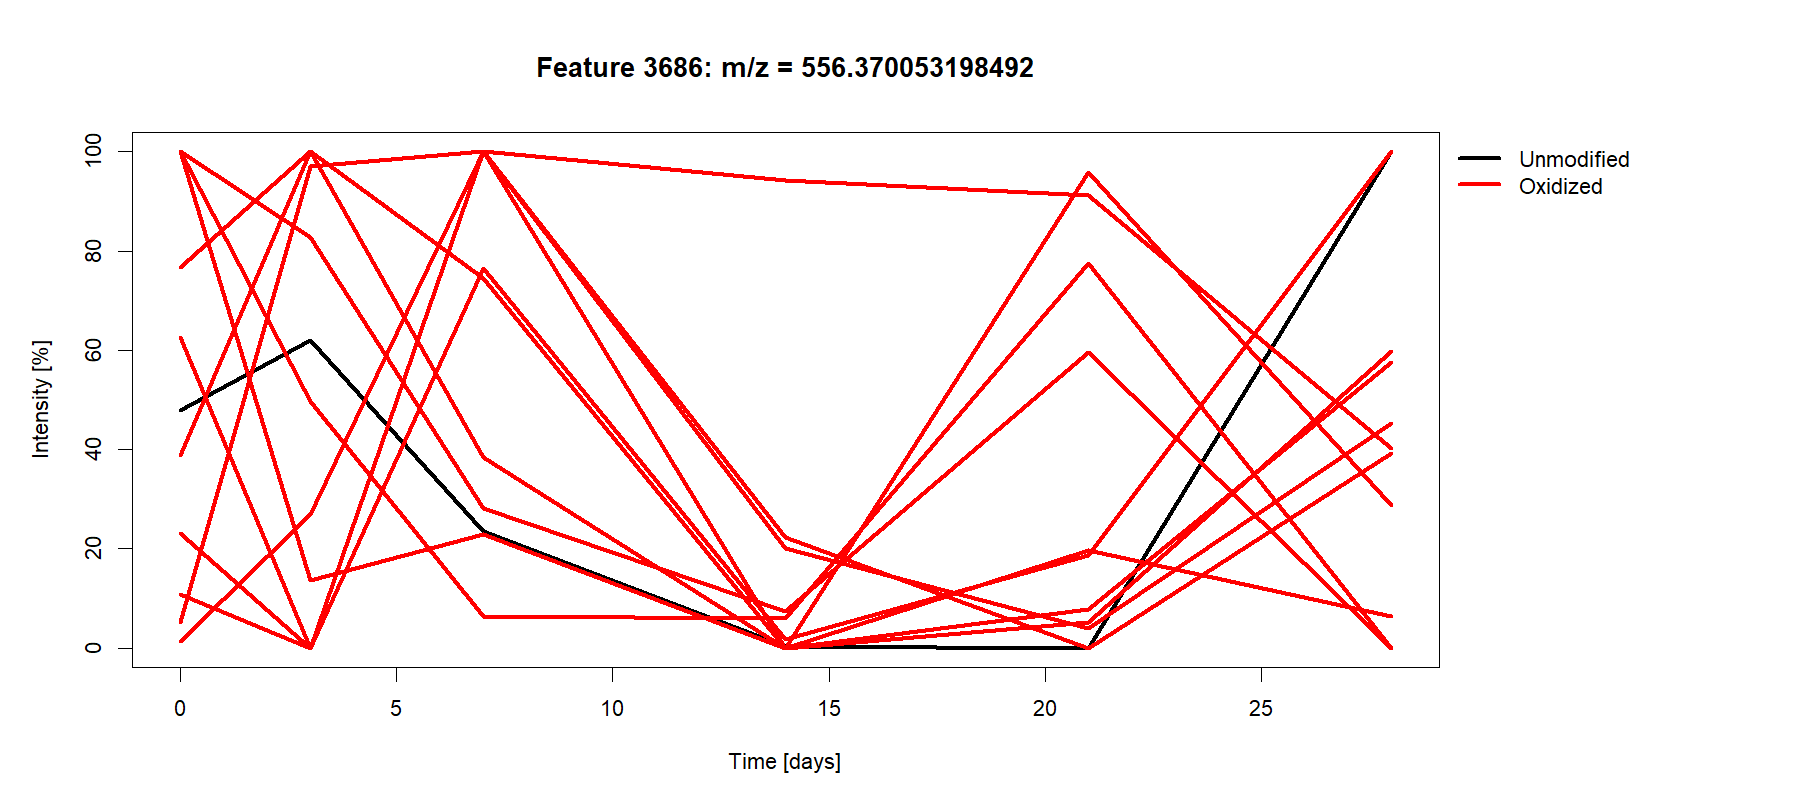 Feature 3686: m/z = 556.370053198492
Unmodified
Oxidized
Intensity [%]
100
80
60
40
20
0
0 5 10 15 20 25
Time [days]